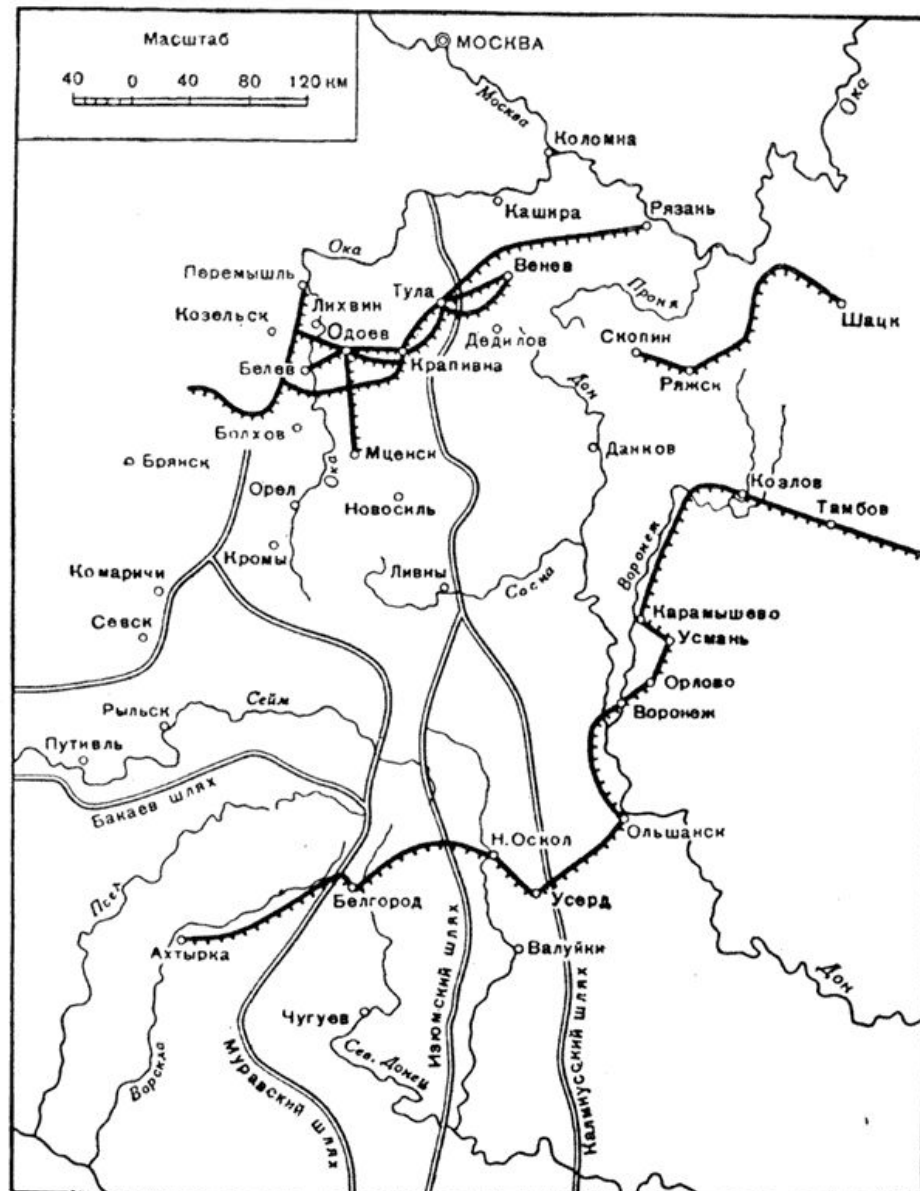 Масштаб
40 0 40 80 120 км
МОСКВА
Москва
Ока
Коломна
Кашира
Рязань
Ока
Перемышль
Венев
Тула
Лихвин
Проня
Козельск
Одоев
Дедилов
Скопин
Шацк
Белев
Крапивна
Ряжск
Дон
Болхов
Мценск
Данков
Брянск
Ока
Козлов
Орел
Новосиль
Тамбов
Воронеж
Кромы
Ливны
Сосна
Комаричи
Карамышево
Севск
Усмань
Орлово
Сейм
Рыльск
Воронеж
Путивль
Бакаев шлях
Ольшанск
Н.Оскол
Псел
Белгород
Усерд
Ахтырка
Валуйки
Дон
Изюмский шлях
Чугуев
Калмиусский шлях
Сев. Донец
Муравский шлях
Ворскла